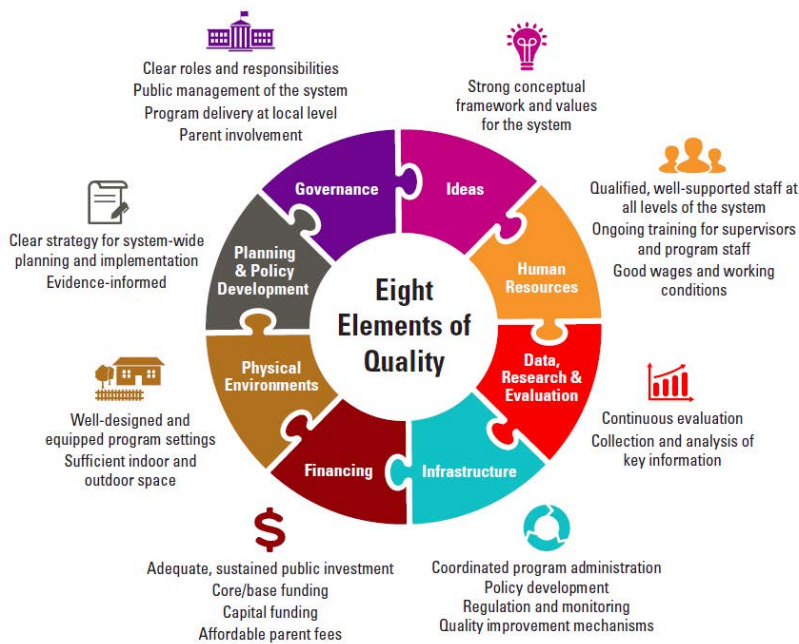 Clear roles and responsibilities
Public management of the system
Program delivery at local level
Parent involvement
Strong conceptual
framework and values
for the system
Governance
Ideas
Qualified, well-supported staff at
all levels of the system
Ongoing training for supervisors
and program staff
Good wages and working
conditions
Clear strategy for system-wide
planning and implementation
Evidence-informed
Planning
& Policy
Development
Human
Resources
Eight
Elements of
Quality
Physical
Environments
Data,
Research &
Evaluation
Well-designed and
equipped program settings
Sufficient indoor and
outdoor space
Continuous evaluation
Collection and analysis of
key information
Financing
Infrastructure
$
Adequate, sustained public investment
Core/base funding
Capital funding
Affordable parent fees
Coordinated program administration
Policy development
Regulation and monitoring
Quality improvement mechanisms